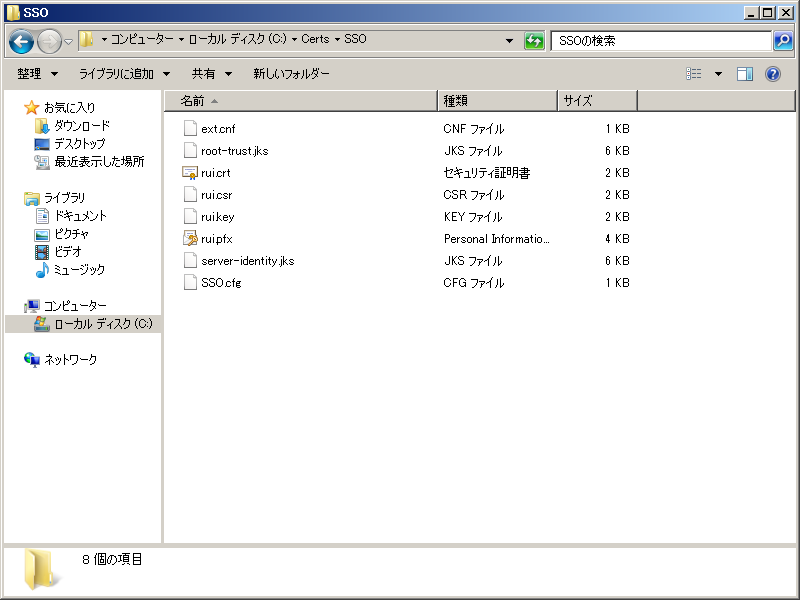 SSO
コンピューター ▾ ローカル ディスク (C:) ▾ Certs ▾ SSO
SSOの検索
整理 ライブラリに追加 共有 新しいフォルダー
お気に入り
ダウンロード
デスクトップ
最近表示した場所
ライブラリ
ドキュメント
ピクチャ
ビデオ
ミュージック
コンピューター
ローカル ディスク (C:)
ネットワーク
名前 種類 サイズ
ext.cnf CNF ファイル 1 KB
root-trust.jks JKS ファイル 6 KB
rui.crt セキュリティ証明書 2 KB
rui.csr CSR ファイル 2 KB
rui.key KEY ファイル 2 KB
rui.pfx Personal Informatio... 4 KB
server-identity.jks JKS ファイル 6 KB
SSO.cfg CFG ファイル 1 KB
8 個の項目